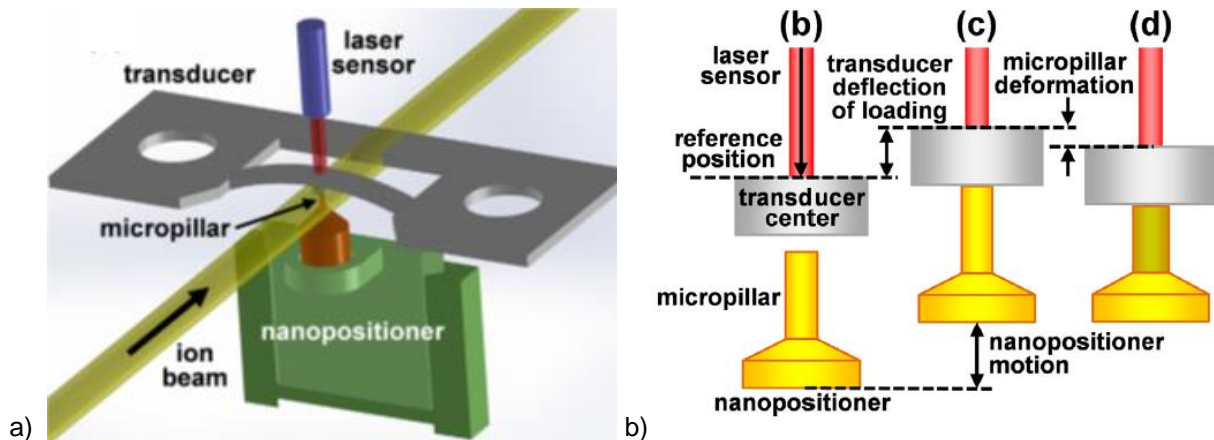 laser
sensor
transducer
micropillar
nanopositioner
ion
beam
a)
(b)
(c)
(d)
laser
sensor
transducer
deflection
of loading
micropillar
deformation
reference
position
transducer
center
micropillar
nanopositioner
motion
nanopositioner
b)